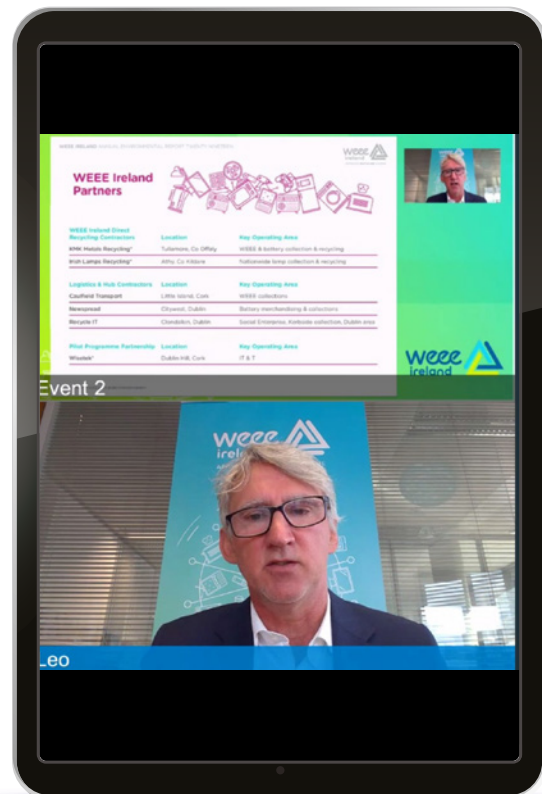 WEEE IRELAND ANNUAL ENVIRONMENTAL REPORT TWENTY NINETEEN
weee
ireland
WEEE Ireland
Partners
WEEE Ireland Direct
Recycling Contractors Location Key Operating Area
KMK Metals Recycling* Tullamore, Co Offaly WEEE & battery collection & recycling
Irish Lamps Recycling* Athy, Co Kildare Nationwide lamp collection & recycling
Logistics & Hub Contractors Location Key Operating Area
Caulfield Transport Little Island, Cork WEEE collections
Newspread Citywest, Dublin Battery merchandising & collections
Recycle IT Clondalkin, Dublin Social Enterprise, Kerbside collection, Dublin area
Pilot Programme Partnership Location Key Operating Area
Wisetek* Dublin Hill, Cork IT & T
weee
ireland
Event 2
weee
Leo